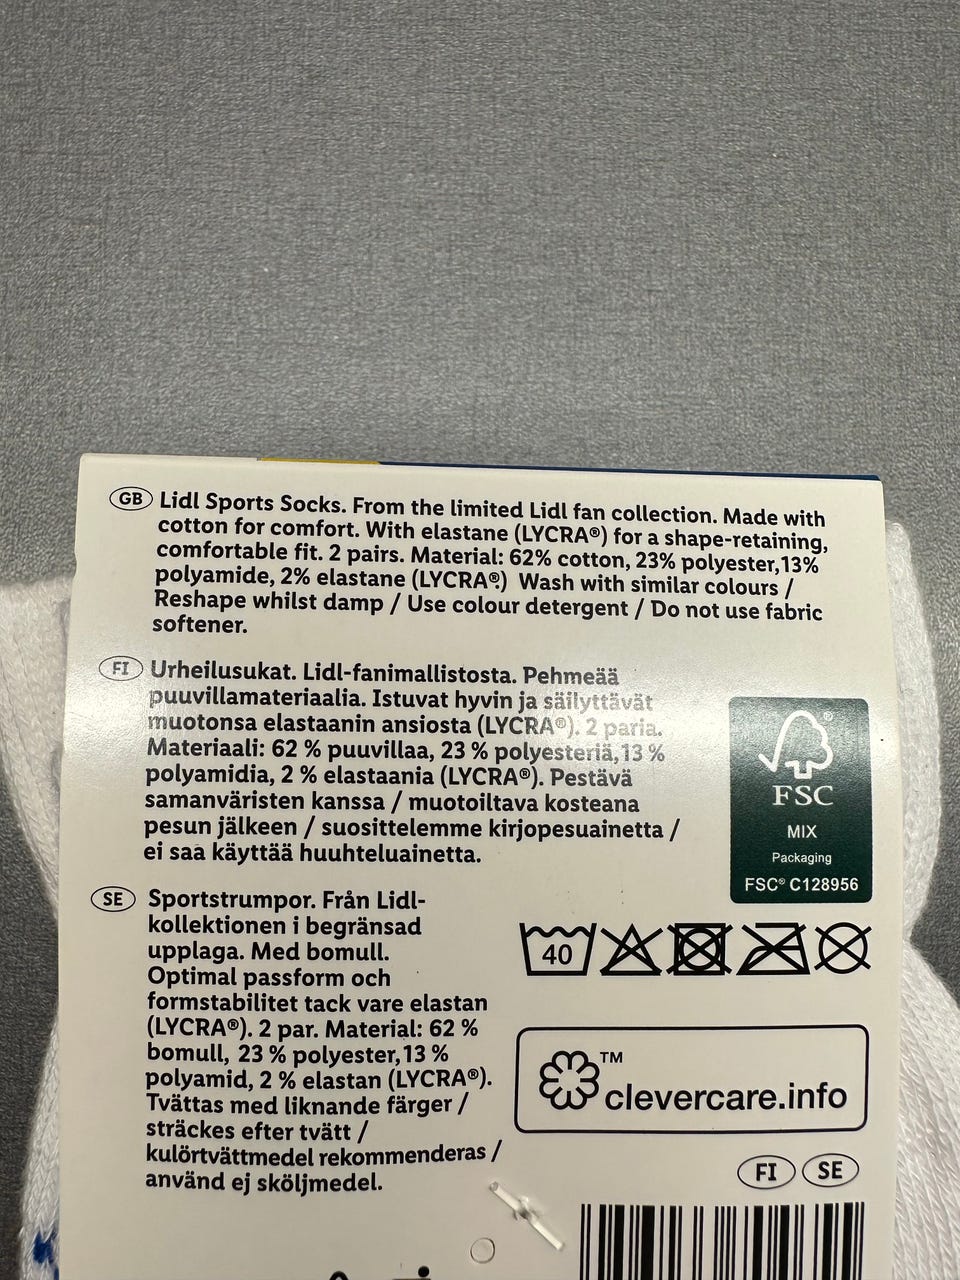 GB Lidl Sports Socks. From the limited Lidl fan collection. Made with
cotton for comfort. With elastane (LYCRA®) for a shape-retaining,
comfortable fit. 2 pairs. Material: 62% cotton, 23% polyester,13%
polyamide, 2% elastane (LYCRA®.) Wash with similar colours /
Reshape whilst damp / Use colour detergent / Do not use fabric
softener.
FI Urheilusukat. Lidl-fanimallistosta. Pehmeää
puuvillamateriaalia. Istuvat hyvin ja säilyttävät
muotonsa elastaanin ansiosta (LYCRA®). 2 paria.
Materiaali: 62 % puuvillaa, 23 % polyesteriä,13 %
polyamidia, 2 % elastaania (LYCRA®). Pestävä
samanväristen kanssa / muotoiltava kosteana
pesun jälkeen / suosittelemme kirjopesuainetta /
ei saa käyttää huuhteluainetta.
®
FSC
MIX
Packaging
FSC® C128956
SE Sportstrumpor. Från Lidl-
kollektionen i begränsad
upplaga. Med bomull.
Optimal passform och
formstabilitet tack vare elastan
(LYCRA®). 2 par. Material: 62 %
bomull, 23 % polyester,13 %
polyamid, 2 % elastan (LYCRA®).
Tvättas med liknande färger /
sträckes efter tvätt /
kulörtvättmedel rekommenderas /
använd ej sköljmedel.
40
™
clevercare.info
FI SE